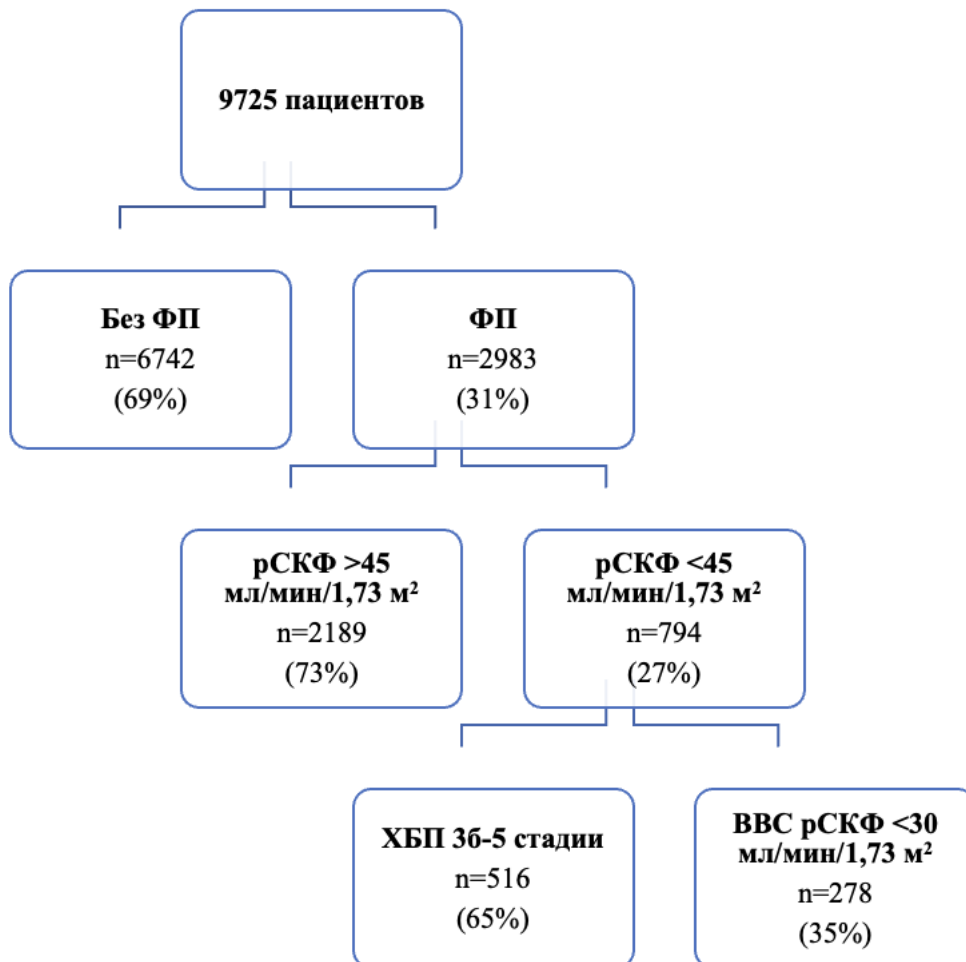 9725 пациентов
Без ФП
n=6742
(69%)
ФП
n=2983
(31%)
рСКФ >45
мл/мин/1,73 м²
n=2189
(73%)
рСКФ <45
мл/мин/1,73 м²
n=794
(27%)
ХБП 3б-5 стадии
n=516
(65%)
ВВС рСКФ <30
мл/мин/1,73 м²
n=278
(35%)